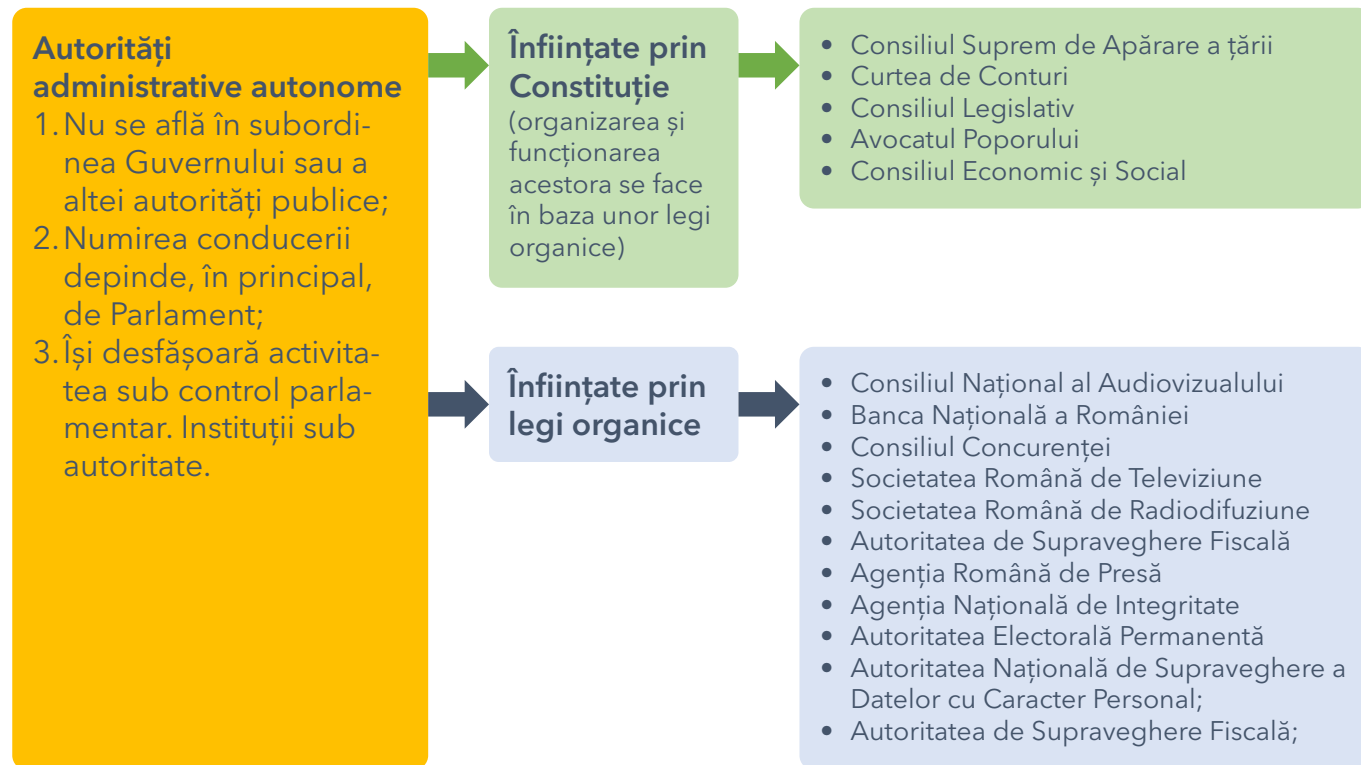 Autorități
administrative autonome
1. Nu se află în subordi-
nea Guvernului sau a
altei autorități publice;
2. Numirea conducerii
depinde, în principal,
de Parlament;
3. Își desfășoară activita-
tea sub control parla-
mentar. Instituții sub
autoritate.
Înființate prin
Constituție
(organizarea și
funcționarea
acestora se face
în baza unor legi
organice)
• Consiliul Suprem de Apărare a țării
• Curtea de Conturi
• Consiliul Legislativ
• Avocatul Poporului
• Consiliul Economic și Social
Înființate prin
legi organice
• Consiliul Național al Audiovizualului
• Banca Națională a României
• Consiliul Concurenței
• Societatea Română de Televiziune
• Societatea Română de Radiodifuziune
• Autoritatea de Supraveghere Fiscală
• Agenția Română de Presă
• Agenția Națională de Integritate
• Autoritatea Electorală Permanentă
• Autoritatea Națională de Supraveghere a
Datelor cu Caracter Personal;
• Autoritatea de Supraveghere Fiscală;